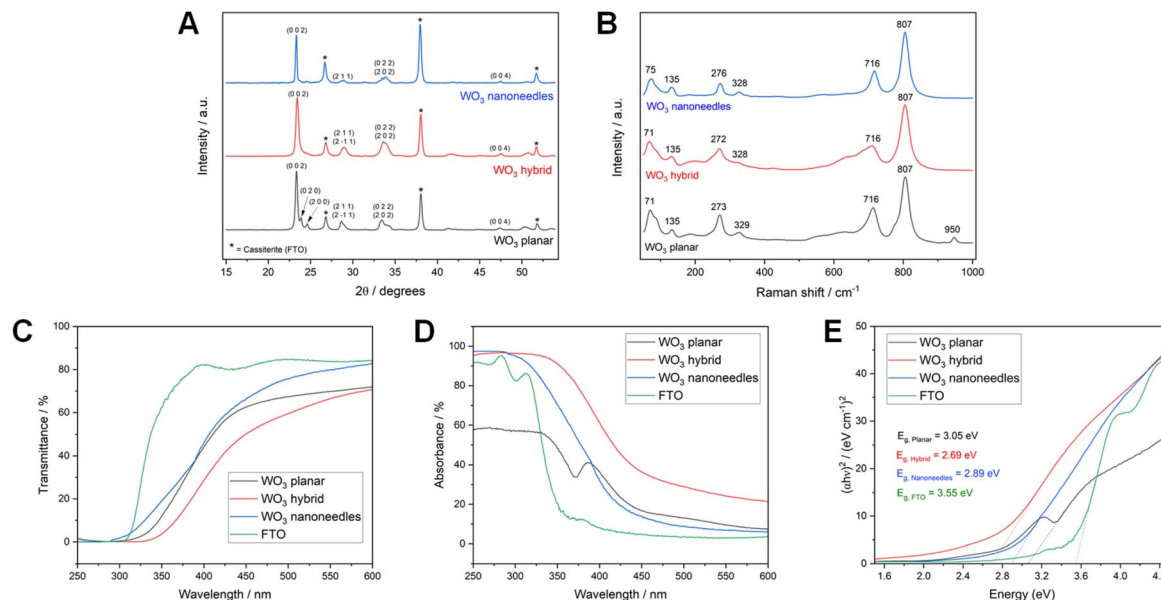 A
Intensity / a.u.
(0 0 2)
*
(2 1 1)
(0 2 2)
(2 0 2)
*
(0 0 4)
*
WO₃ nanoneedles
(0 0 2)
*
(2 1 1)
(2 -1 1)
(0 2 2)
(2 0 2)
*
(0 0 4)
*
WO₃ hybrid
(0 0 2)
(0 2 0)
(2 0 0)
*
(2 1 1)
(2 -1 1)
(0 2 2)
(2 0 2)
*
(0 0 4)
*
WO₃ planar
* = Cassiterite (FTO)
15 20 25 30 35 40 45 50
2θ / degrees
B
Intensity / a.u.
75 135 276 328 716 807
WO₃ nanoneedles
71 135 272 328 716 807
WO₃ hybrid
71 135 273 329 716 807 950
WO₃ planar
200 400 600 800 1000
Raman shift / cm⁻¹
C
Transmittance / %
100
80
60
40
20
0
WO₃ planar
WO₃ hybrid
WO₃ nanoneedles
FTO
250 300 350 400 450 500 550 600
Wavelength / nm
D
Absorbance / %
100
80
60
40
20
0
WO₃ planar
WO₃ hybrid
WO₃ nanoneedles
FTO
250 300 350 400 450 500 550 600
Wavelength / nm
E
(αhν)² / (eV cm⁻¹)²
50
40
30
20
10
0
WO₃ planar
WO₃ hybrid
WO₃ nanoneedles
FTO
E g, Planar = 3.05 eV
E g, Hybrid = 2.69 eV
E g, Nanoneedles = 2.89 eV
E g, FTO = 3.55 eV
1.6 2.0 2.4 2.8 3.2 3.6 4.0 4.4
Energy (eV)